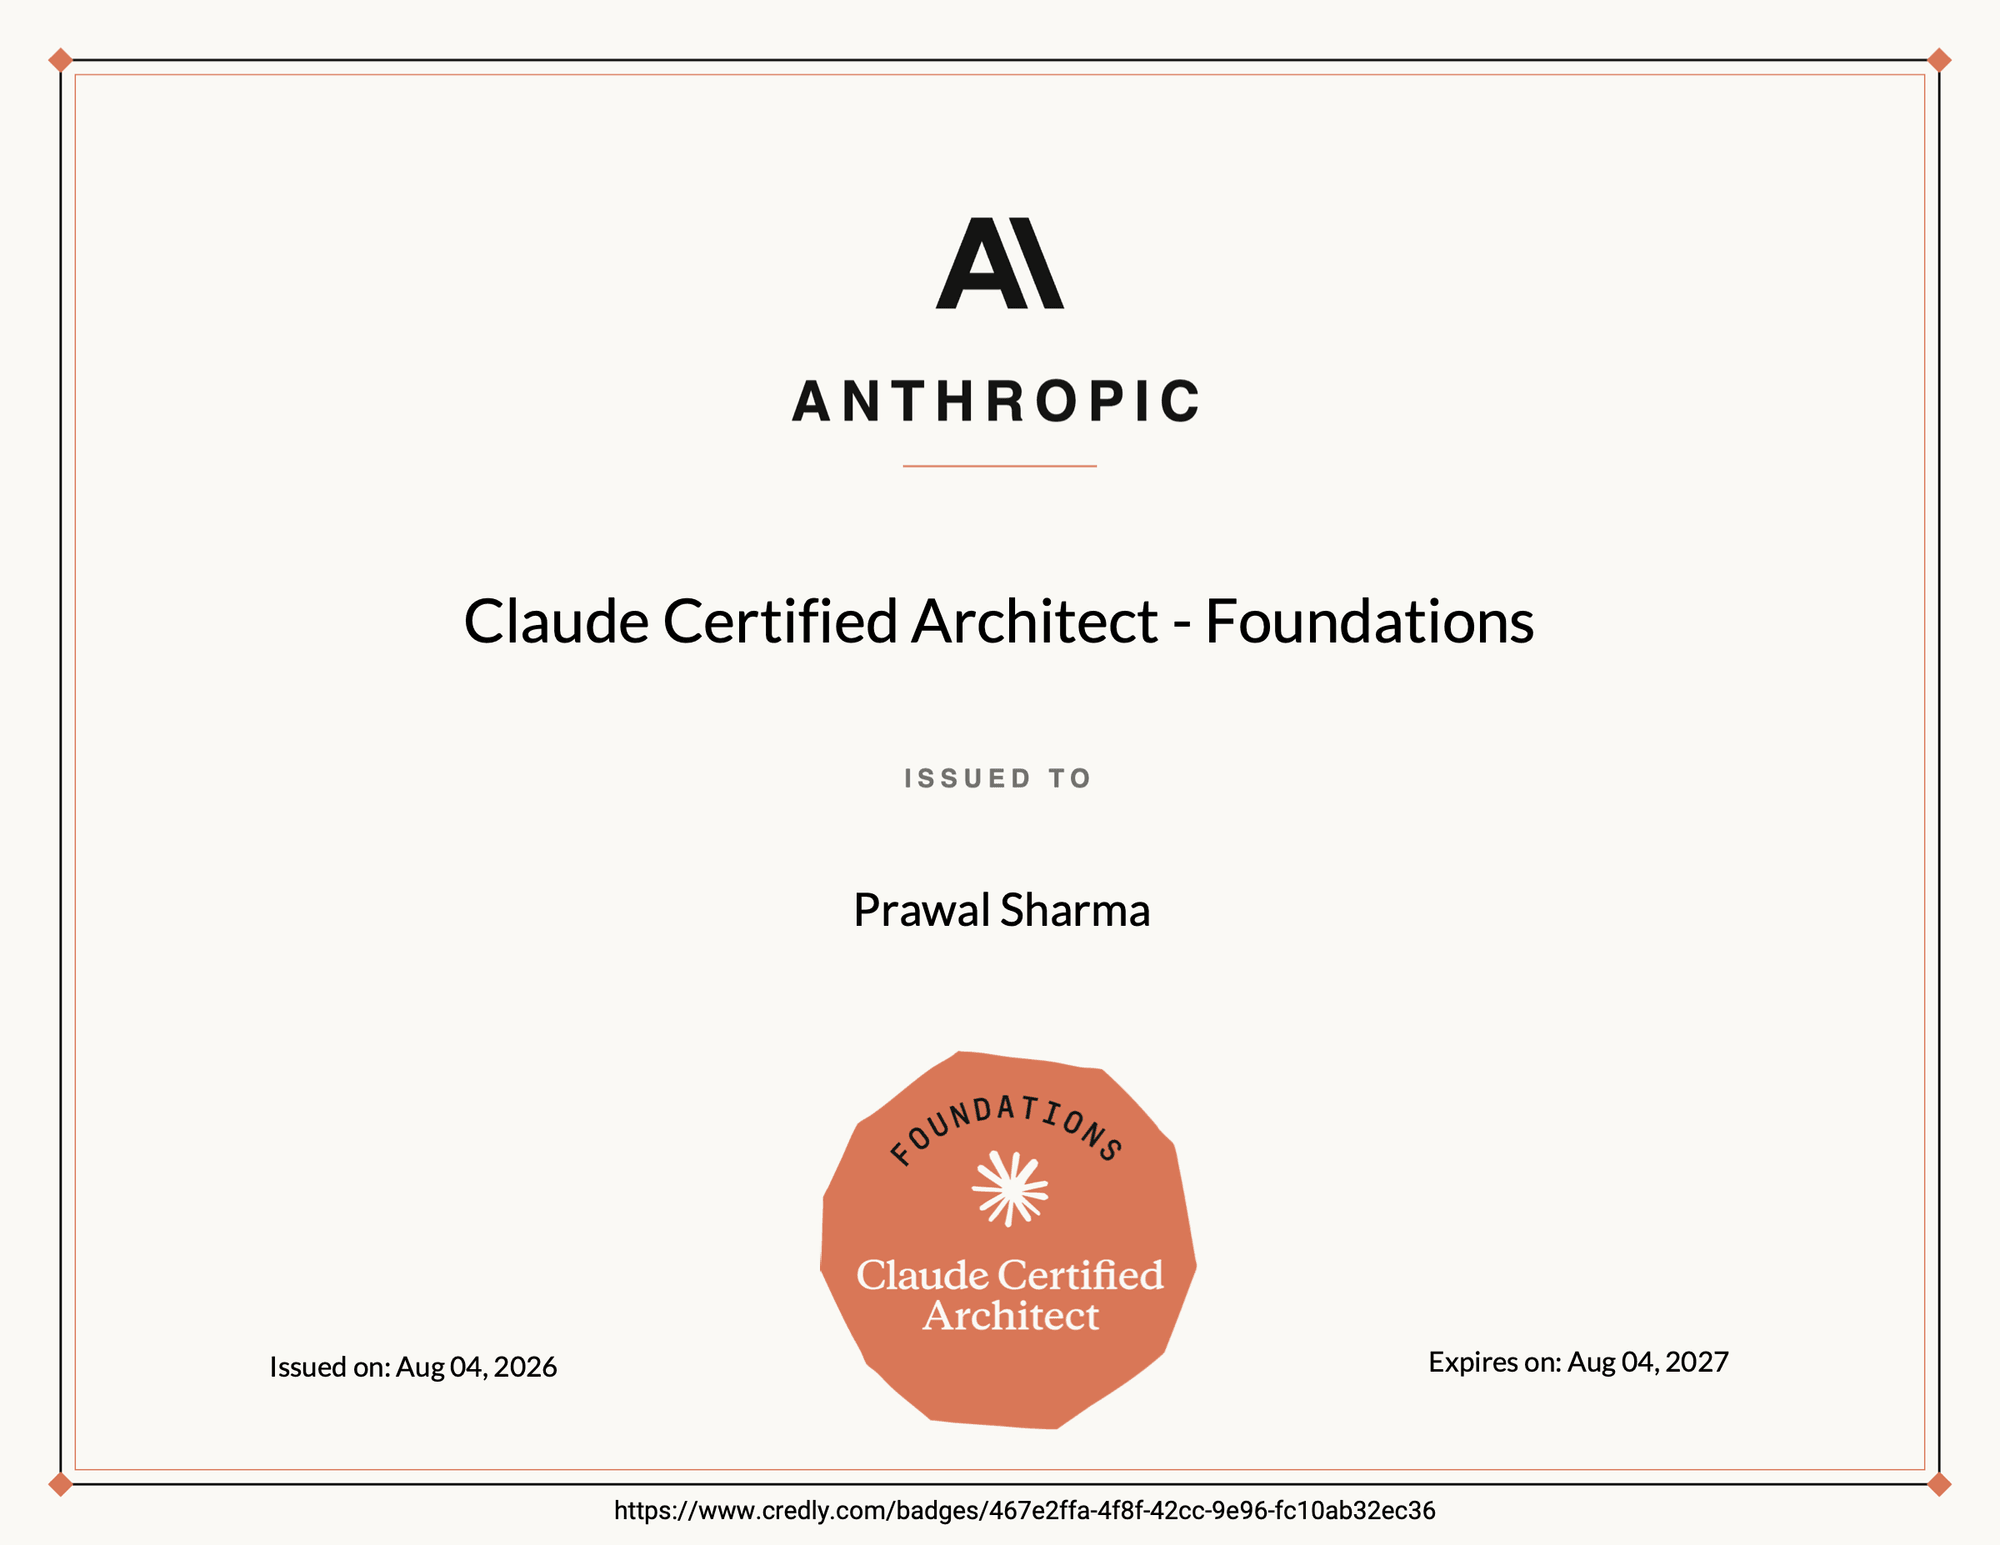 ANTHROPIC
Claude Certified Architect - Foundations
ISSUED TO
Prawal Sharma
FOUNDATIONS
Claude Certified
Architect
Issued on: Aug 04, 2026
Expires on: Aug 04, 2027
https://www.credly.com/badges/467e2ffa-4f8f-42cc-9e96-fc10ab32ec36